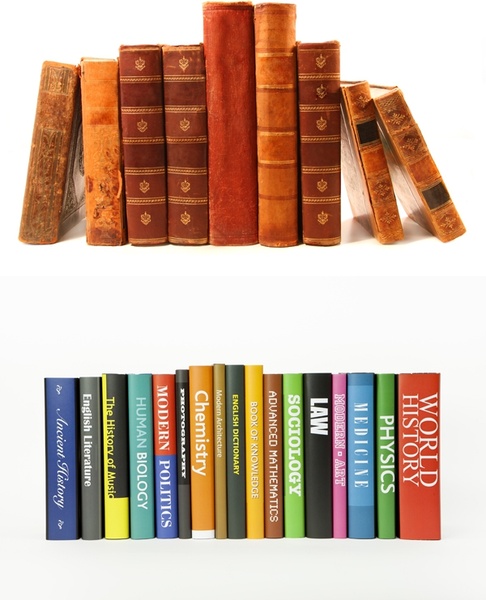 Ancient History
English Literature
The History of Music
HUMAN BIOLOGY
MODERN POLITICS
PHOTOGRAPHY
Chemistry
Modern Architecture
ENGLISH DICTIONARY
BOOK OF KNOWLEDGE
ADVANCED MATHEMATICS
SOCIOLOGY
LAW
MODERN ART
MEDICINE
PHYSICS
WORLD
HISTORY